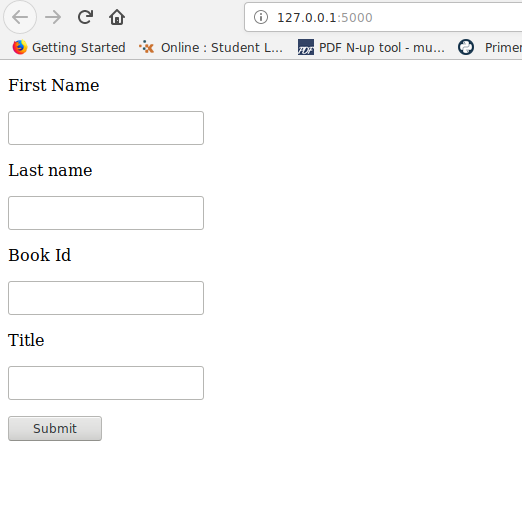 127.0.0.1:5000
Getting Started Online : Student L... PDF PDF N-up tool - mu... Primer
First Name
Last name
Book Id
Title
Submit